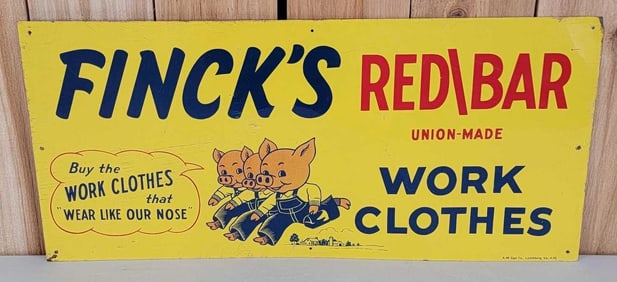 FINCK'S RED\BAR
UNION-MADE
Buy the
WORK CLOTHES
that
"WEAR LIKE OUR NOSE"
WORK
CLOTHES